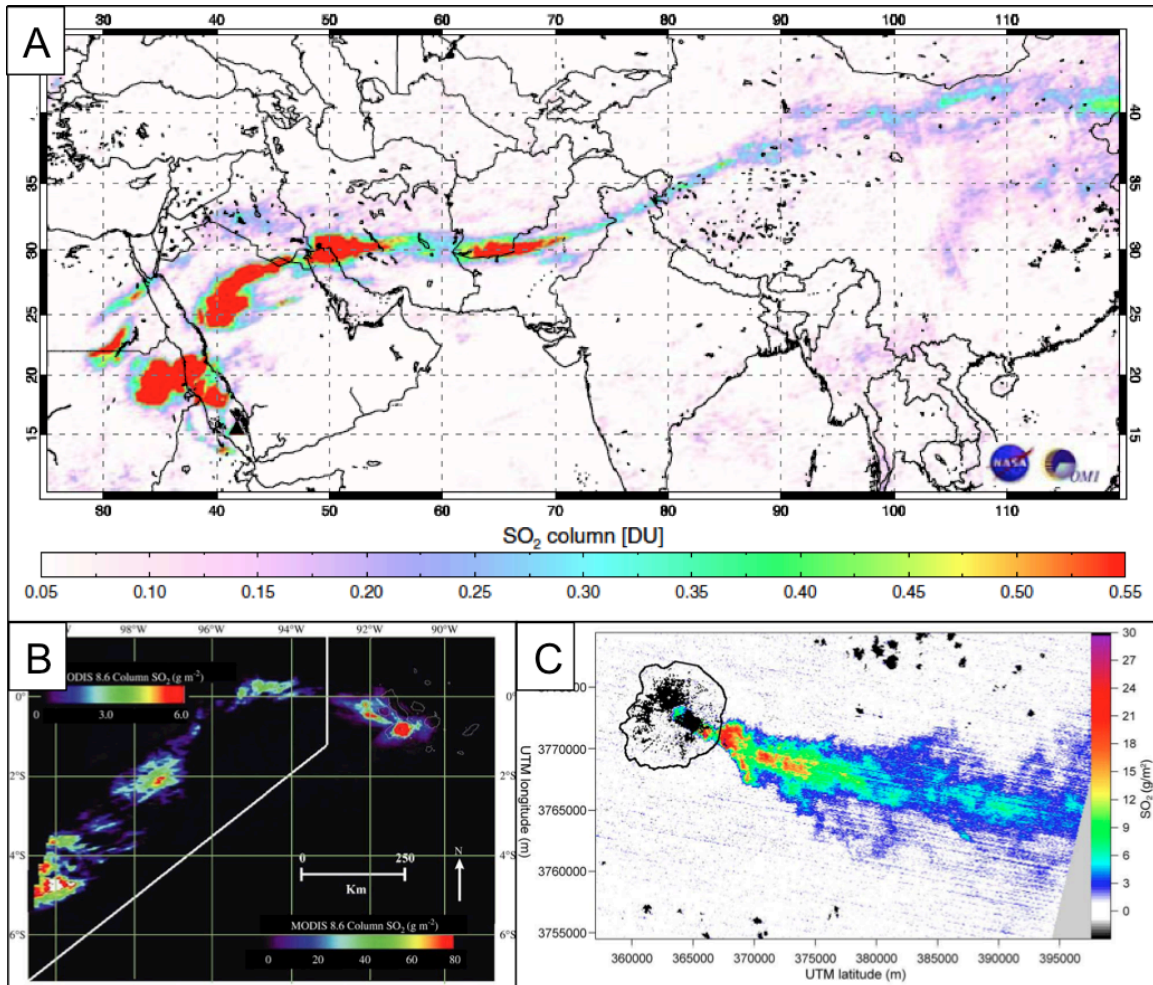 A
30 40 50 60 70 80 90 100 110
40 40
35 35
30 30
25 25
20 20
15 15
NASA OMI
30 40 50 60 70 80 90 100 110
SO2 column [DU]
0.05 0.10 0.15 0.20 0.25 0.30 0.35 0.40 0.45 0.50 0.55
B
98°W 96°W 94°W 92°W 90°W
MODIS 8.6 Column SO2 (g m-2)
0 3.0 6.0
0° 0°
2°S
4°S 4°S
6°S 6°S
0 250
Km
N
MODIS 8.6 Column SO2 (g m-2)
0 20 40 60 80
C
UTM longitude (m)
3770000
3765000
3760000
3755000
360000 365000 370000 375000 380000 385000 390000 395000
UTM latitude (m)
30
27
24
21
18
15
12
9
6
3
0
SO2 (g/m²)